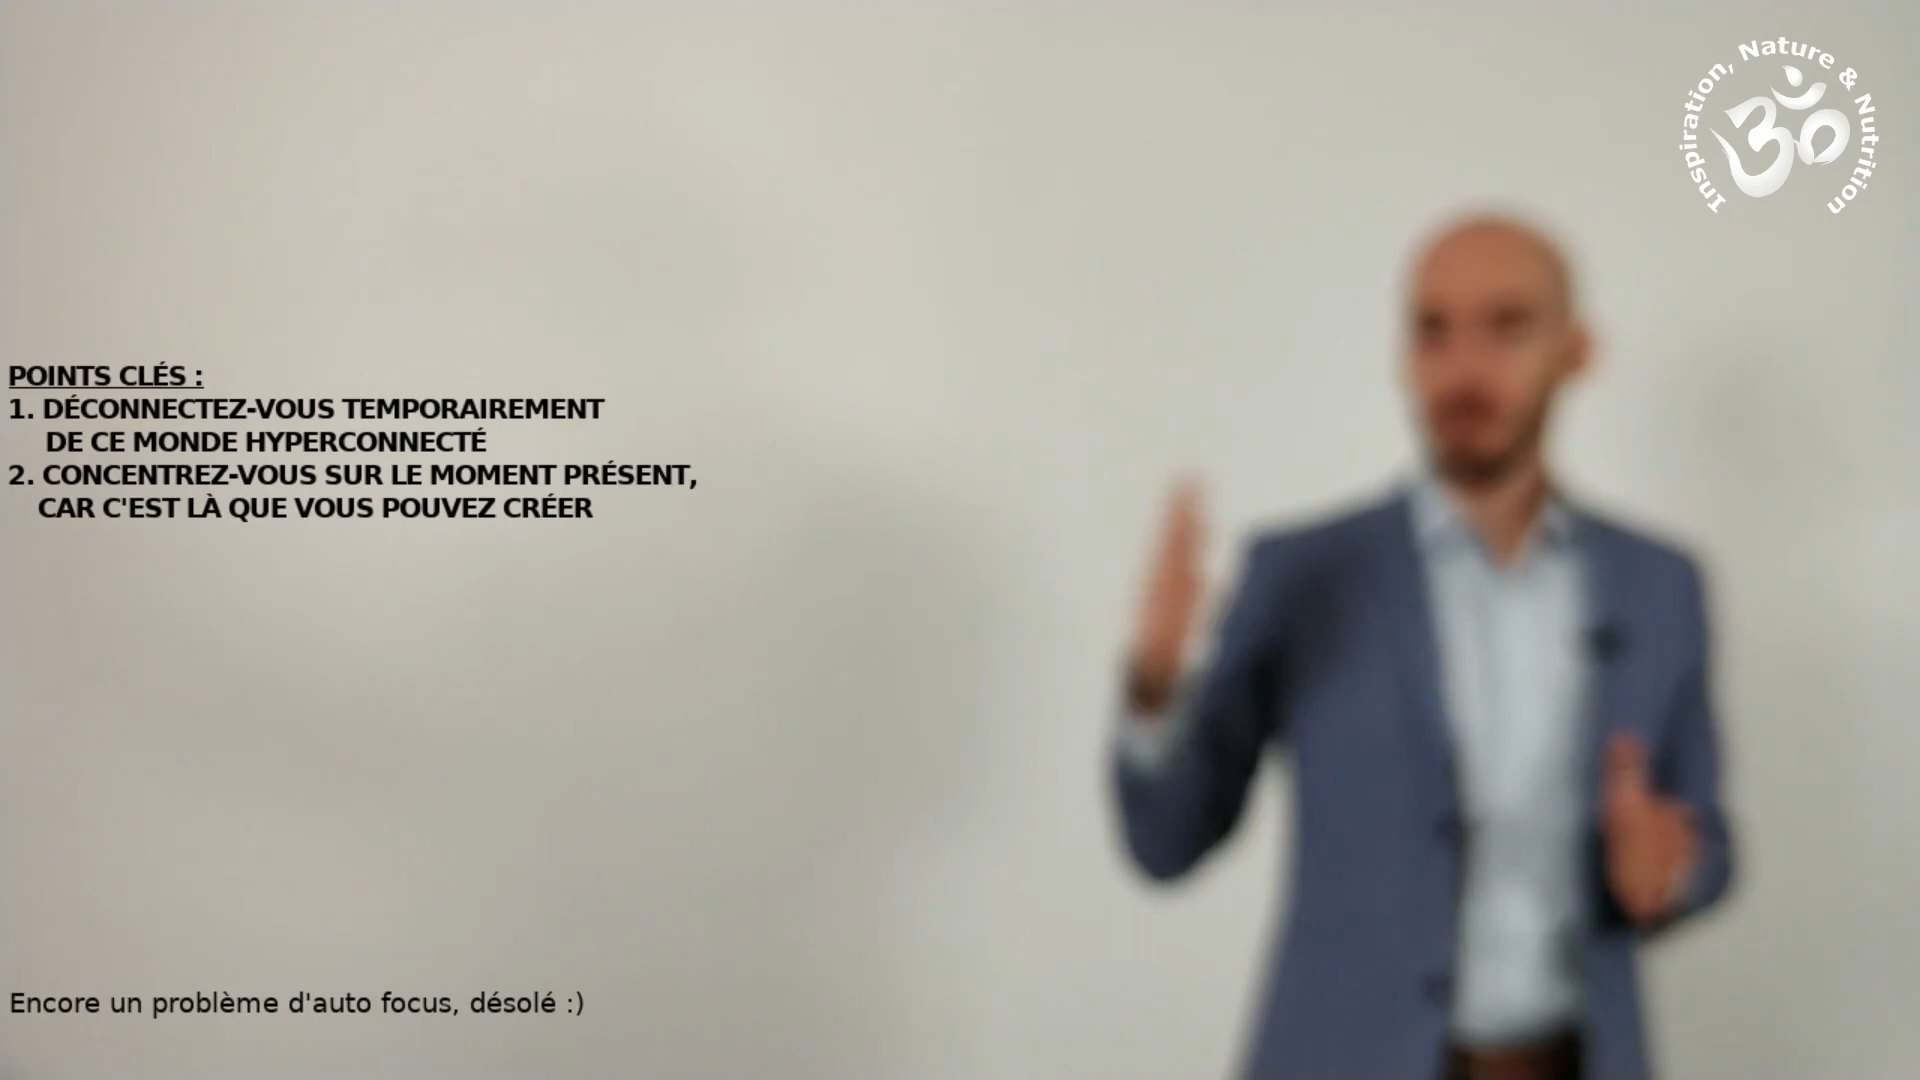 Inspiration, Nature & Nutrition
ॐ
POINTS CLÉS :
1. DÉCONNECTEZ-VOUS TEMPORAIREMENT
DE CE MONDE HYPERCONNECTÉ
2. CONCENTREZ-VOUS SUR LE MOMENT PRÉSENT,
CAR C'EST LÀ QUE VOUS POUVEZ CRÉER
Encore un problème d'auto focus, désolé :)